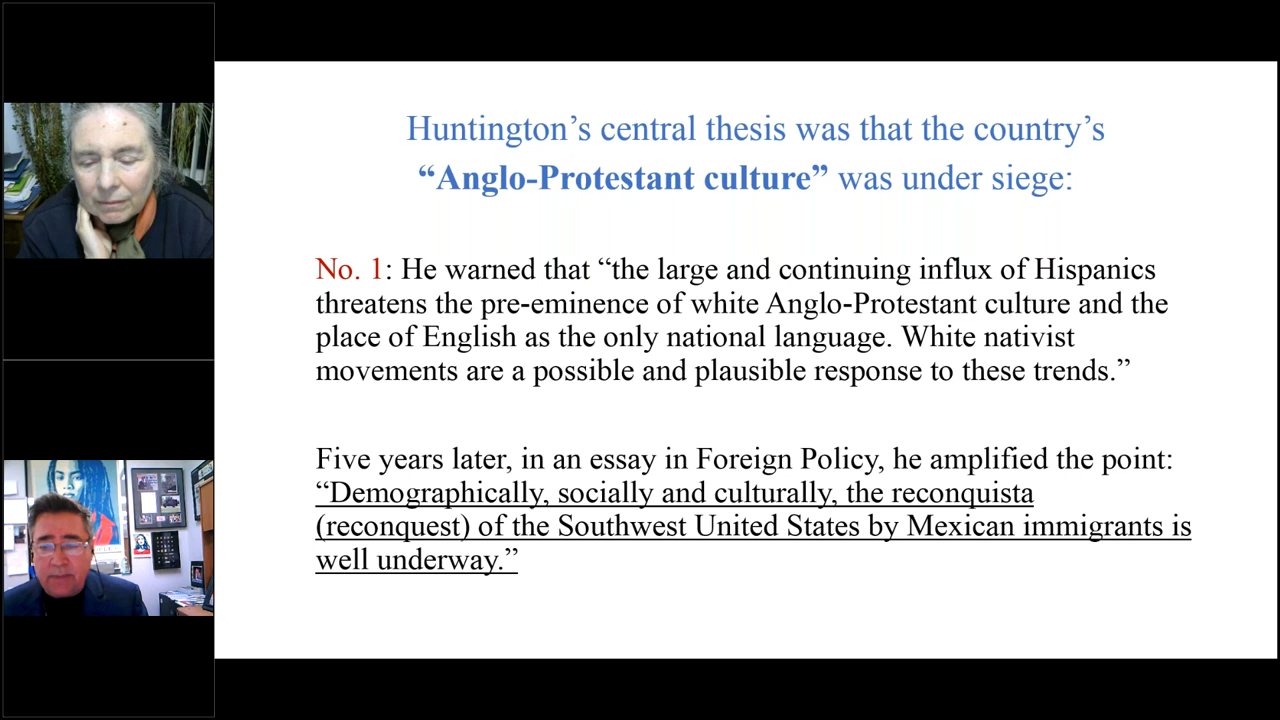 Huntington’s central thesis was that the country’s
“Anglo-Protestant culture” was under siege:
No. 1: He warned that “the large and continuing influx of Hispanics
threatens the pre-eminence of white Anglo-Protestant culture and the
place of English as the only national language. White nativist
movements are a possible and plausible response to these trends.”
Five years later, in an essay in Foreign Policy, he amplified the point:
“Demographically, socially and culturally, the reconquista
(reconquest) of the Southwest United States by Mexican immigrants is
well underway.”